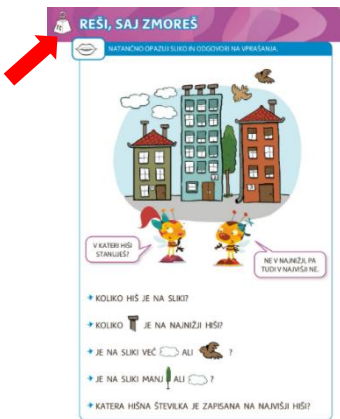 REŠI, SAJ ZMOREŠ
NATANČNO OPAZUJ SLIKO IN ODGOVORI NA VPRAŠANJA.
V KATERI HIŠI
STANUJEŠ?
NE V NAJNIŽJI, PA
TUDI V NAJVIŠJI NE.
KOLIKO HIŠ JE NA SLIKI?
KOLIKO JE NA NAJNIŽJI HIŠI?
JE NA SLIKI VEČ ALI ?
JE NA SLIKI MANJ ALI ?
KATERA HIŠNA ŠTEVILKA JE ZAPISANA NA NAJVIŠJI HIŠI?